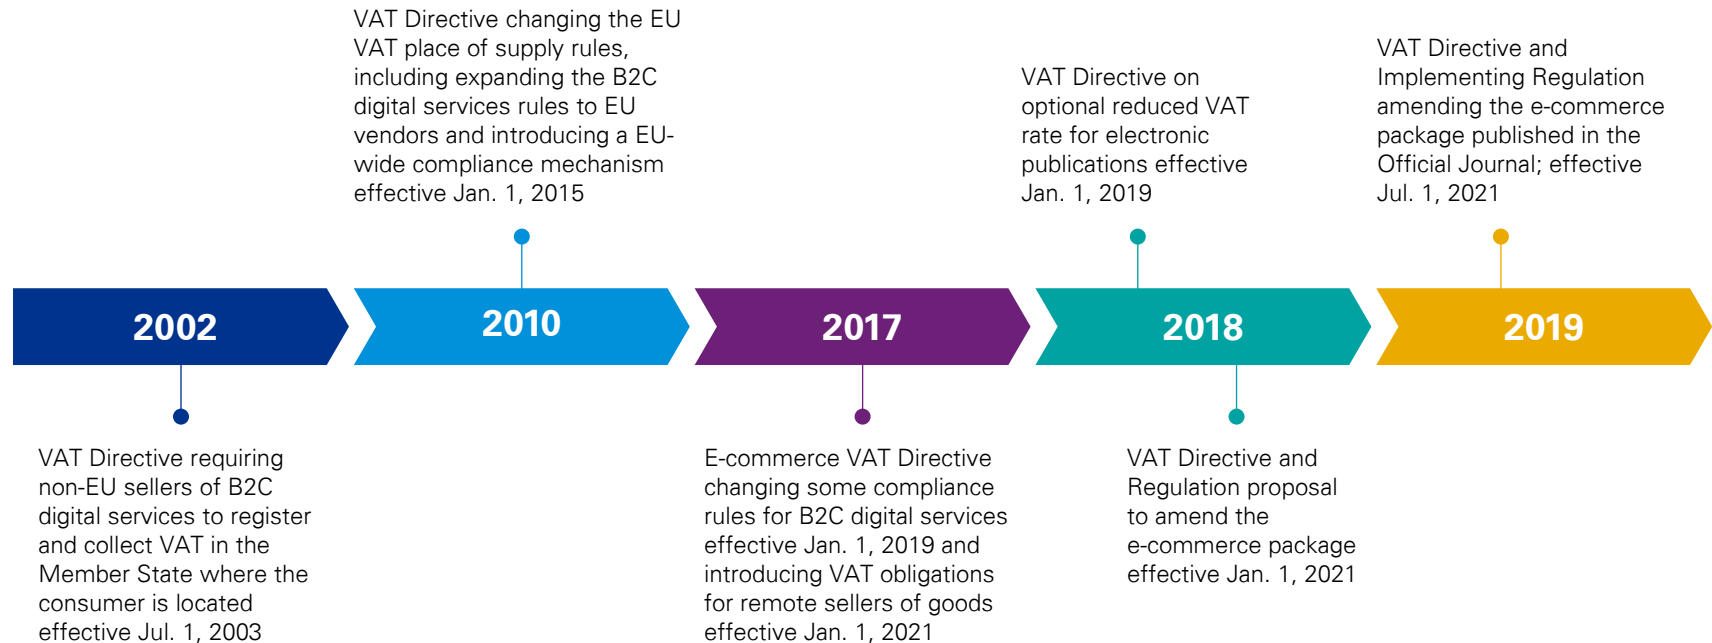 VAT Directive changing the EU
VAT place of supply rules,
including expanding the B2C
digital services rules to EU
vendors and introducing a EU-
wide compliance mechanism
effective Jan. 1, 2015
VAT Directive on
optional reduced VAT
rate for electronic
publications effective
Jan. 1, 2019
VAT Directive and
Implementing Regulation
amending the e-commerce
package published in the
Official Journal; effective
Jul. 1, 2021
2002
2010
2017
2018
2019
VAT Directive requiring
non-EU sellers of B2C
digital services to register
and collect VAT in the
Member State where the
consumer is located
effective Jul. 1, 2003
E-commerce VAT Directive
changing some compliance
rules for B2C digital services
effective Jan. 1, 2019 and
introducing VAT obligations
for remote sellers of goods
effective Jan. 1, 2021
VAT Directive and
Regulation proposal
to amend the
e-commerce package
effective Jan. 1, 2021